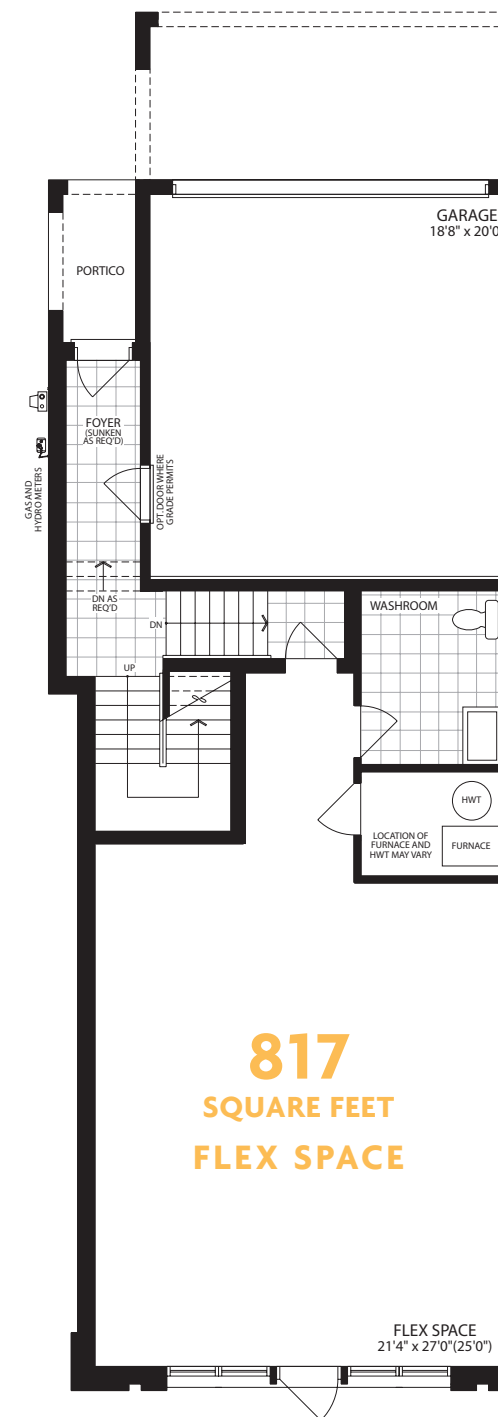 GARAGE
18'8" x 20'0
PORTICO
FOYER
(SUNKEN
AS REQ'D)
OPT. DOOR WHERE
GRADE PERMITS
GAS AND
HYDRO METERS
DN AS
REQ'D
DN
WASHROOM
UP
HWT
LOCATION OF
FURNACE AND
HWT MAY VARY
FURNACE
817
SQUARE FEET
FLEX SPACE
FLEX SPACE
21'4" x 27'0"(25'0")